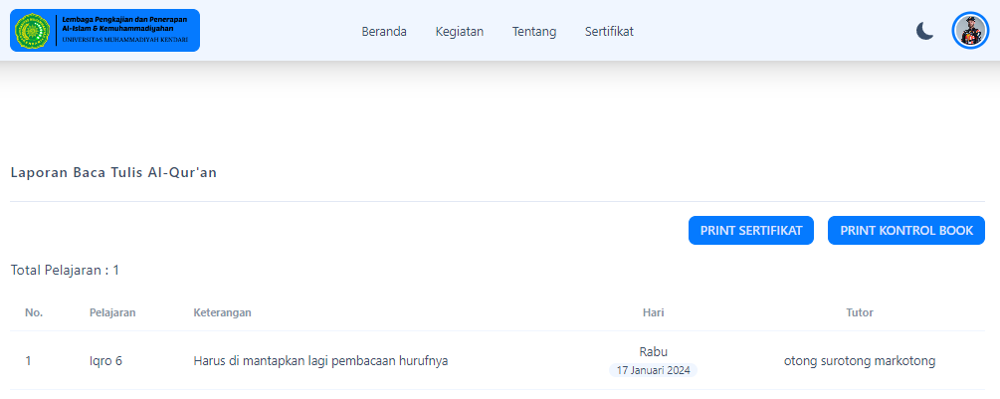 Lembaga Pengkajian dan Penerapan
Al-Islam & Kemuhammadiyahan
UNIVERSITAS MUHAMMADIYAH KENDARI
Beranda Kegiatan Tentang Sertifikat
Laporan Baca Tulis Al-Qur'an
PRINT SERTIFIKAT PRINT KONTROL BOOK
Total Pelajaran : 1
No. Pelajaran Keterangan Hari Tutor
1 Iqro 6 Harus di mantapkan lagi pembacaan hurufnya Rabu otong surotong markotong
17 Januari 2024